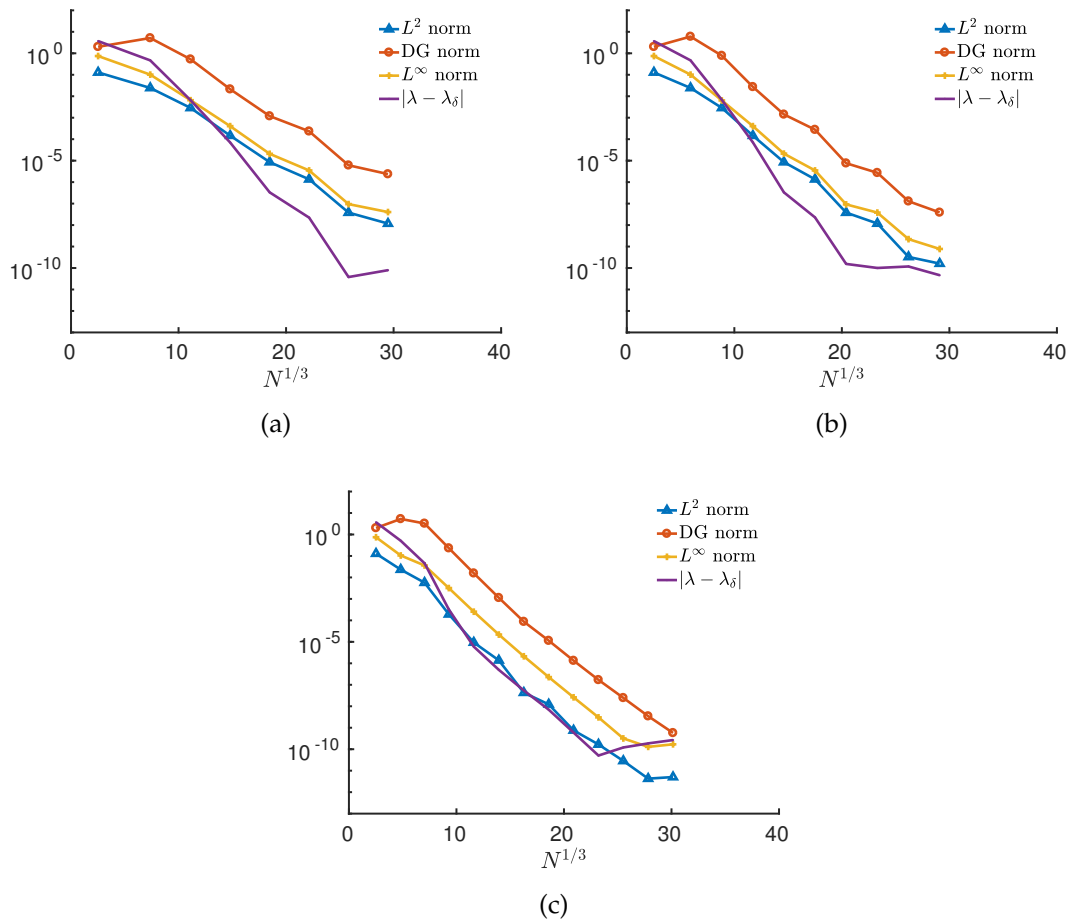 10^0
10^-5
10^-10
0
10
20
30
40
N^{1/3}
L^2 norm
DG norm
L^∞ norm
|λ − λ_δ|
(a)
10^0
10^-5
10^-10
0
10
20
30
40
N^{1/3}
L^2 norm
DG norm
L^∞ norm
|λ − λ_δ|
(b)
10^0
10^-5
10^-10
0
10
20
30
40
N^{1/3}
L^2 norm
DG norm
L^∞ norm
|λ − λ_δ|
(c)